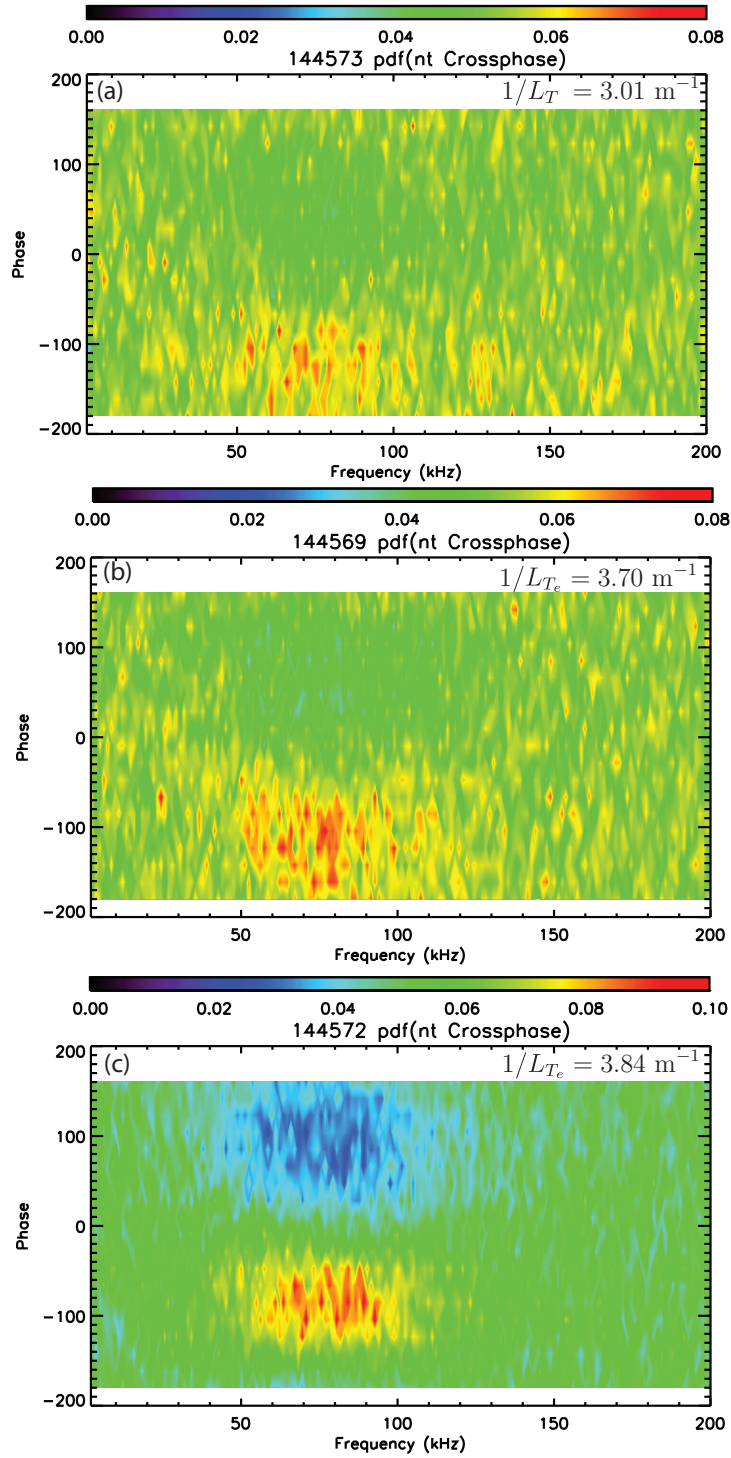 0.00 0.02 0.04 0.06 0.08
144573 pdf(nt Crossphase)
(a) 1/L_T = 3.01 m⁻¹
200
100
0
−100
−200
Phase
50 100 150 200
Frequency (kHz)
0.00 0.02 0.04 0.06 0.08
144569 pdf(nt Crossphase)
(b) 1/L_{T_e} = 3.70 m⁻¹
200
100
0
−100
−200
Phase
50 100 150 200
Frequency (kHz)
0.00 0.02 0.04 0.06 0.08 0.10
144572 pdf(nt Crossphase)
(c) 1/L_{T_e} = 3.84 m⁻¹
200
100
0
−100
−200
Phase
50 100 150 200
Frequency (kHz)